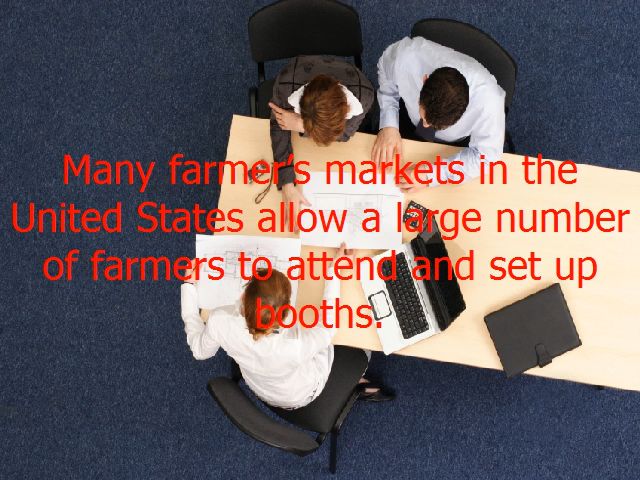 Many farmer's markets in the
United States allow a large number
of farmers to attend and set up
booths.